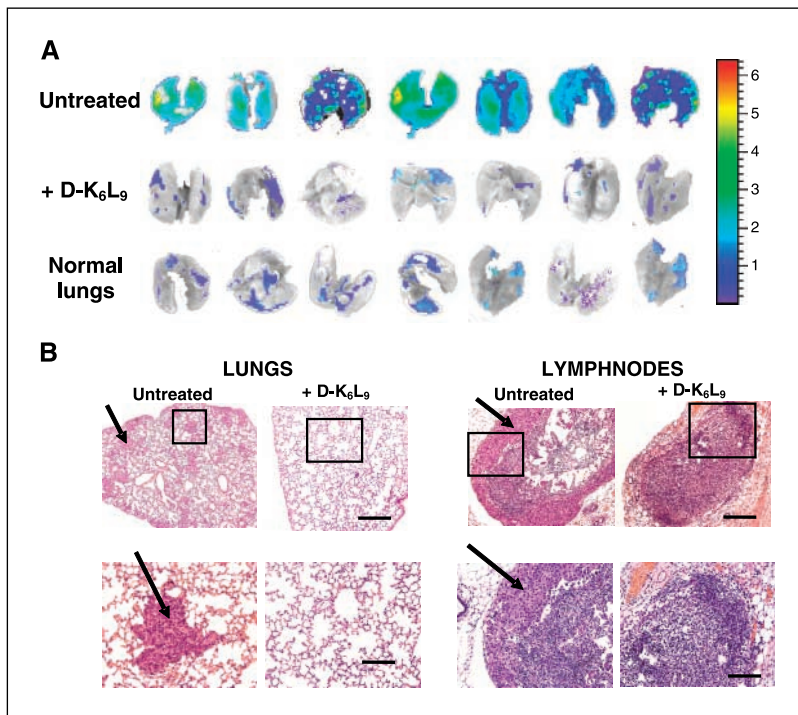 A
Untreated
+ D-K₆L₉
Normal
lungs
6
5
4
3
2
1
B
LUNGS
Untreated
+ D-K₆L₉
LYMPHNODES
Untreated
+ D-K₆L₉